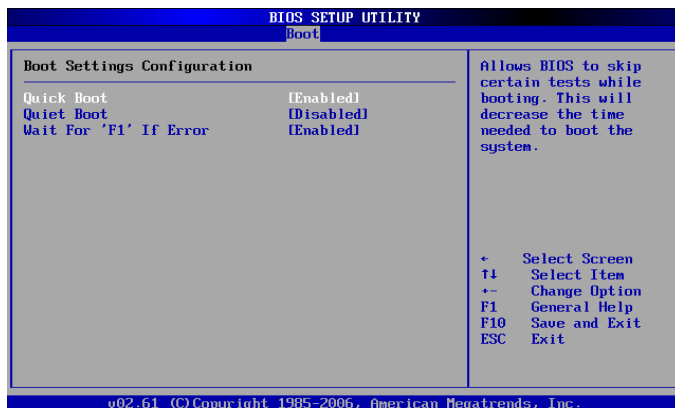 BIOS SETUP UTILITY
Boot
Boot Settings Configuration
Quick Boot [Enabled]
Quiet Boot [Disabled]
Wait For 'F1' If Error [Enabled]
Allows BIOS to skip
certain tests while
booting. This will
decrease the time
needed to boot the
system.
← Select Screen
↑↓ Select Item
+- Change Option
F1 General Help
F10 Save and Exit
ESC Exit
v02.61 (C)Copyright 1985-2006, American Megatrends, Inc.